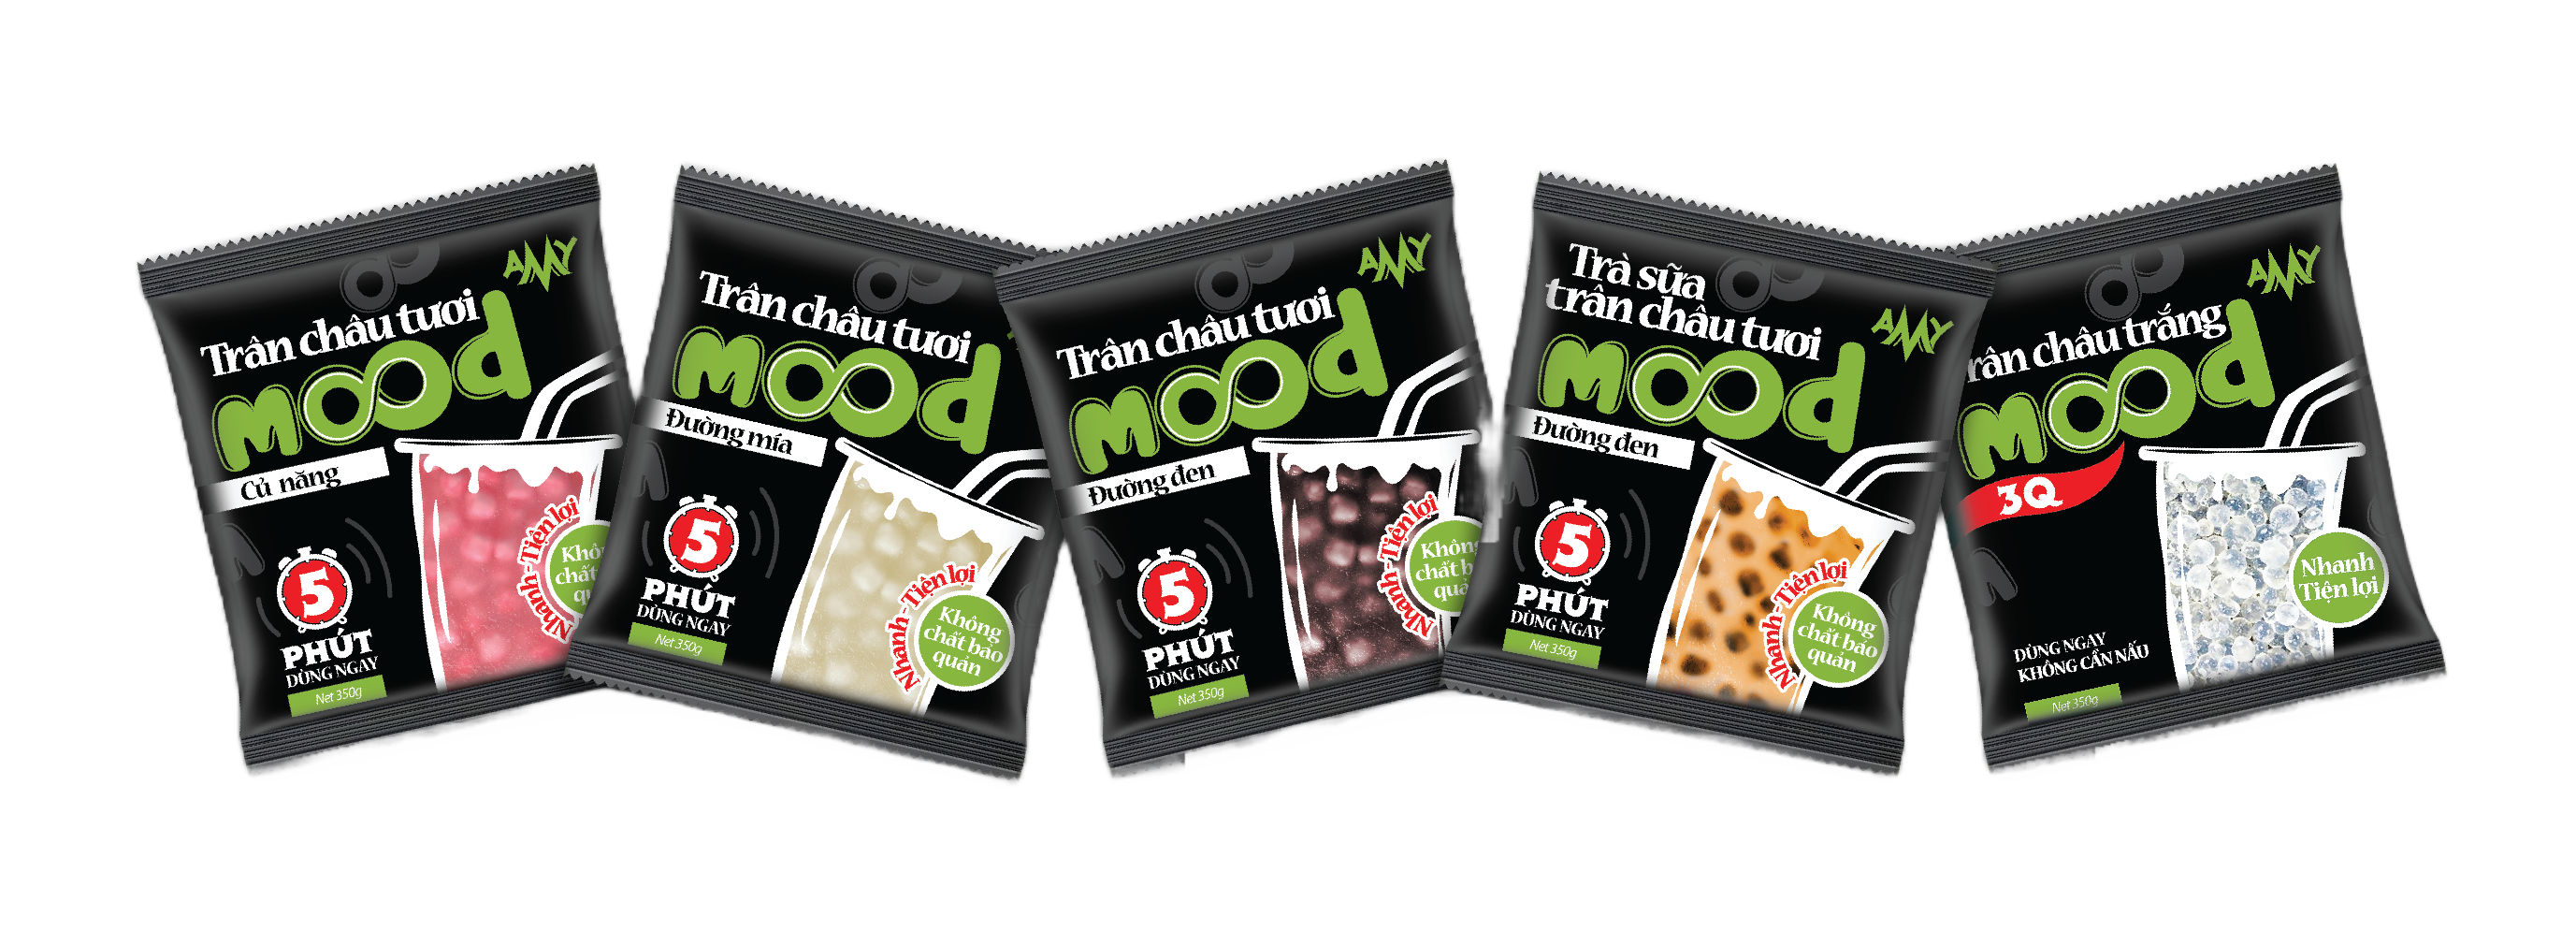 AMY
Trân châu tươi
mood
Củ năng
5
PHÚT
DÙNG NGAY
Net 350g
Nhanh - Tiện lợi
Trân châu tươi
mood
Đường mía
5
PHÚT
DÙNG NGAY
Net 350g
Nhanh - Tiện lợi
Không
chất bảo
quản
AMY
Trân châu tươi
mood
Đường đen
5
PHÚT
DÙNG NGAY
Net 350g
Nhanh - Tiện lợi
Không
chất b
quả
Trà sữa
trân châu tươi
AMY
mood
Đường đen
5
PHÚT
DÙNG NGAY
Net 350g
Nhanh - Tiện lợi
Không
chất bảo
quản
AMY
rân châu trắng
mood
3Q
Nhanh
Tiện lợi
DÙNG NGAY
KHÔNG CẦN NẤU
Net 350g